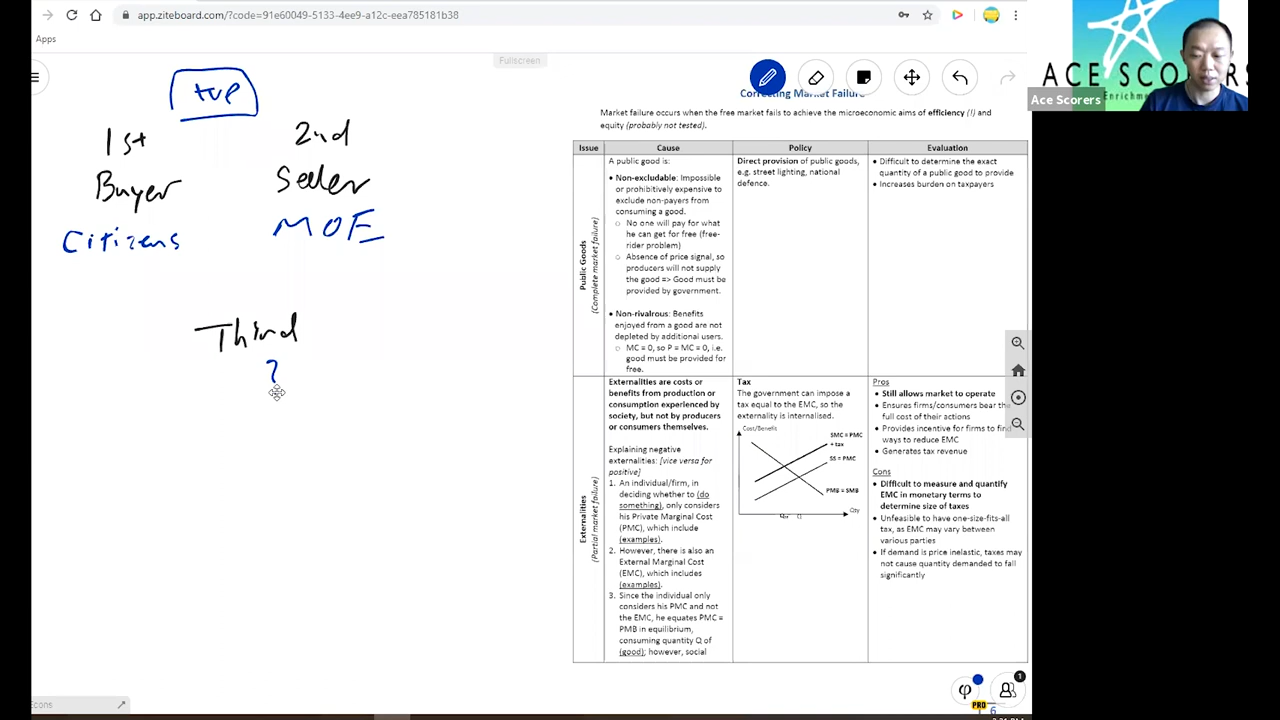 app.ziteboard.com/?code=91e60049-5133-4ee9-a12c-eea785181b38
Apps
Fullscreen
ACE SCORERS
Enrichmen
Ace Scorers
+ve
1st
2nd
Buyer
Seller
Citizens
MOE
Third
?
Correcting Market Failure
Market failure occurs when the free market fails to achieve the microeconomic aims of efficiency (!) and
equity (probably not tested).
Issue
Cause
Policy
Evaluation
Public Goods
(Complete market failure)
A public good is:
• Non-excludable: Impossible
or prohibitively expensive to
exclude non-payers from
consuming a good.
o No one will pay for what
he can get for free (free-
rider problem)
o Absence of price signal, so
producers will not supply
the good => Good must be
provided by government.
• Non-rivalrous: Benefits
enjoyed from a good are not
depleted by additional users.
o MC = 0, so P = MC = 0, i.e.
good must be provided for
free.
Direct provision of public goods,
e.g. street lighting, national
defence.
• Difficult to determine the exact
quantity of a public good to provide
• Increases burden on taxpayers
Externalities
(Partial market failure)
Externalities are costs or
benefits from production or
consumption experienced by
society, but not by producers
or consumers themselves.
Explaining negative
externalities: [vice versa for
positive]
1. An individual/firm, in
deciding whether to (do
something), only considers
his Private Marginal Cost
(PMC), which include
(examples).
2. However, there is also an
External Marginal Cost
(EMC), which includes
(examples).
3. Since the individual only
considers his PMC and not
the EMC, he equates PMC =
PMB in equilibrium,
consuming quantity Q of
(good); however, social
Tax
The government can impose a
tax equal to the EMC, so the
externality is internalised.
Cost/Benefit
SMC = PMC
+ tax
SS = PMC
PMB = SMB
Qty
Pros
• Still allows market to operate
• Ensures firms/consumers bear the
full cost of their actions
• Provides incentive for firms to find
ways to reduce EMC
• Generates tax revenue
Cons
• Difficult to measure and quantify
EMC in monetary terms to
determine size of taxes
• Unfeasible to have one-size-fits-all
tax, as EMC may vary between
various parties
• If demand is price inelastic, taxes may
not cause quantity demanded to fall
significantly
Econs
1
PRO
6